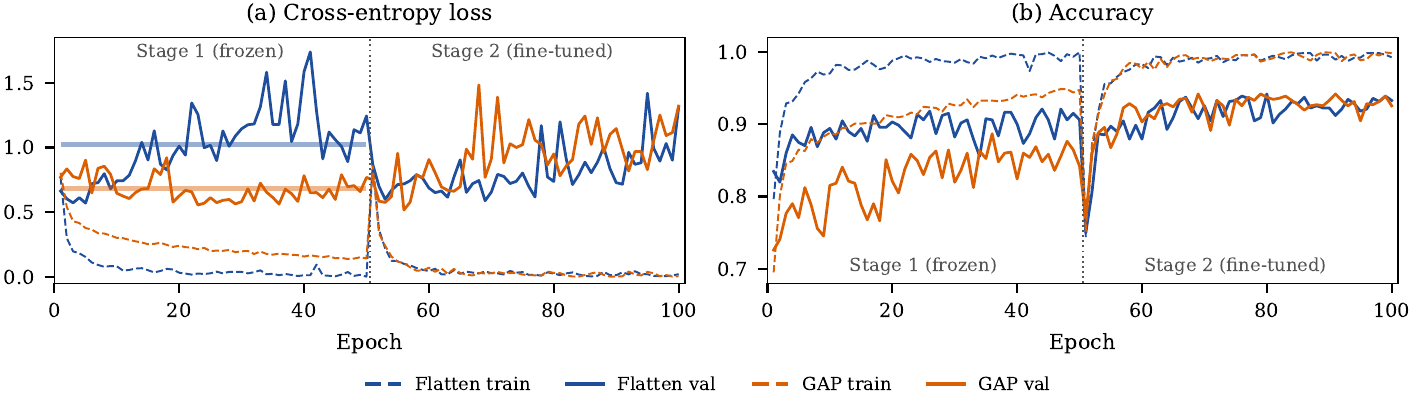 (a) Cross-entropy loss
Stage 1 (frozen)
Stage 2 (fine-tuned)
1.5
1.0
0.5
0.0
0
20
40
60
80
100
Epoch
(b) Accuracy
1.0
0.9
0.8
0.7
Stage 1 (frozen)
Stage 2 (fine-tuned)
0
20
40
60
80
100
Epoch
Flatten train
Flatten val
GAP train
GAP val